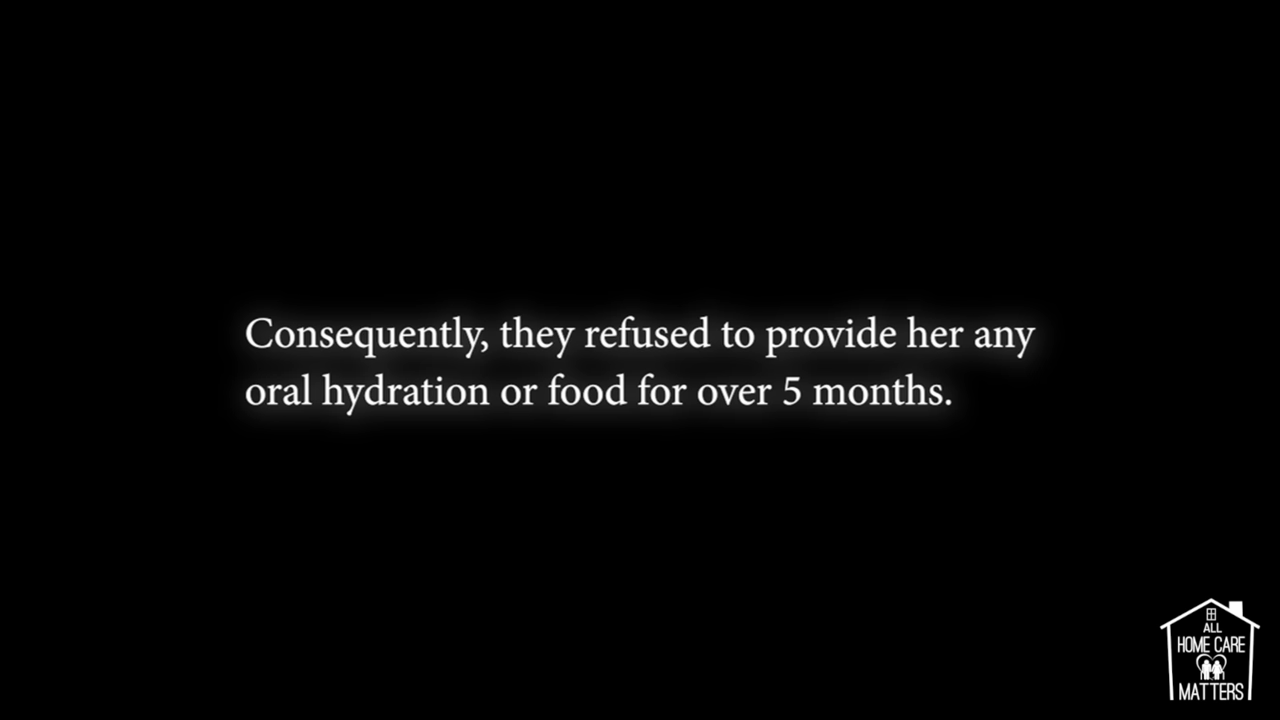 Consequently, they refused to provide her any
oral hydration or food for over 5 months.
ALL
HOME CARE
MATTERS